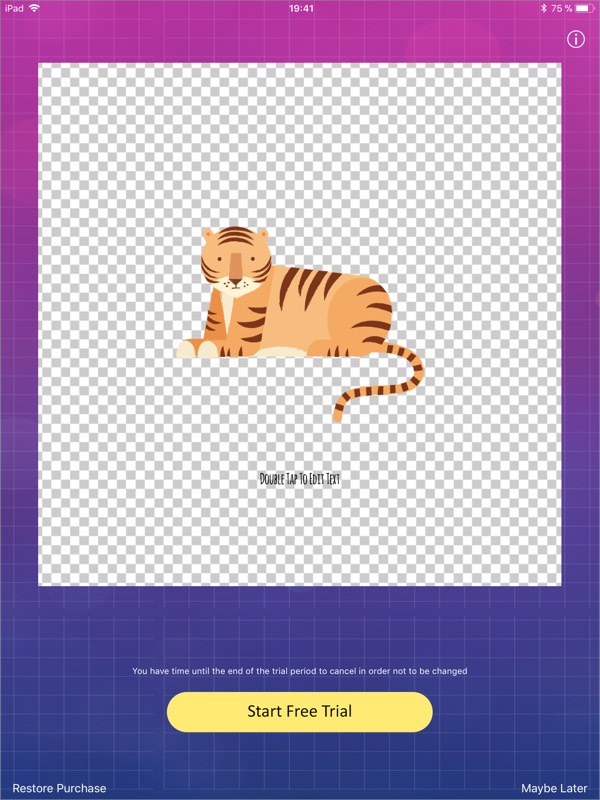 iPad 19:41 75 %
Double Tap To Edit Text
You have time until the end of the trial period to cancel in order not to be changed
Start Free Trial
Restore Purchase Maybe Later